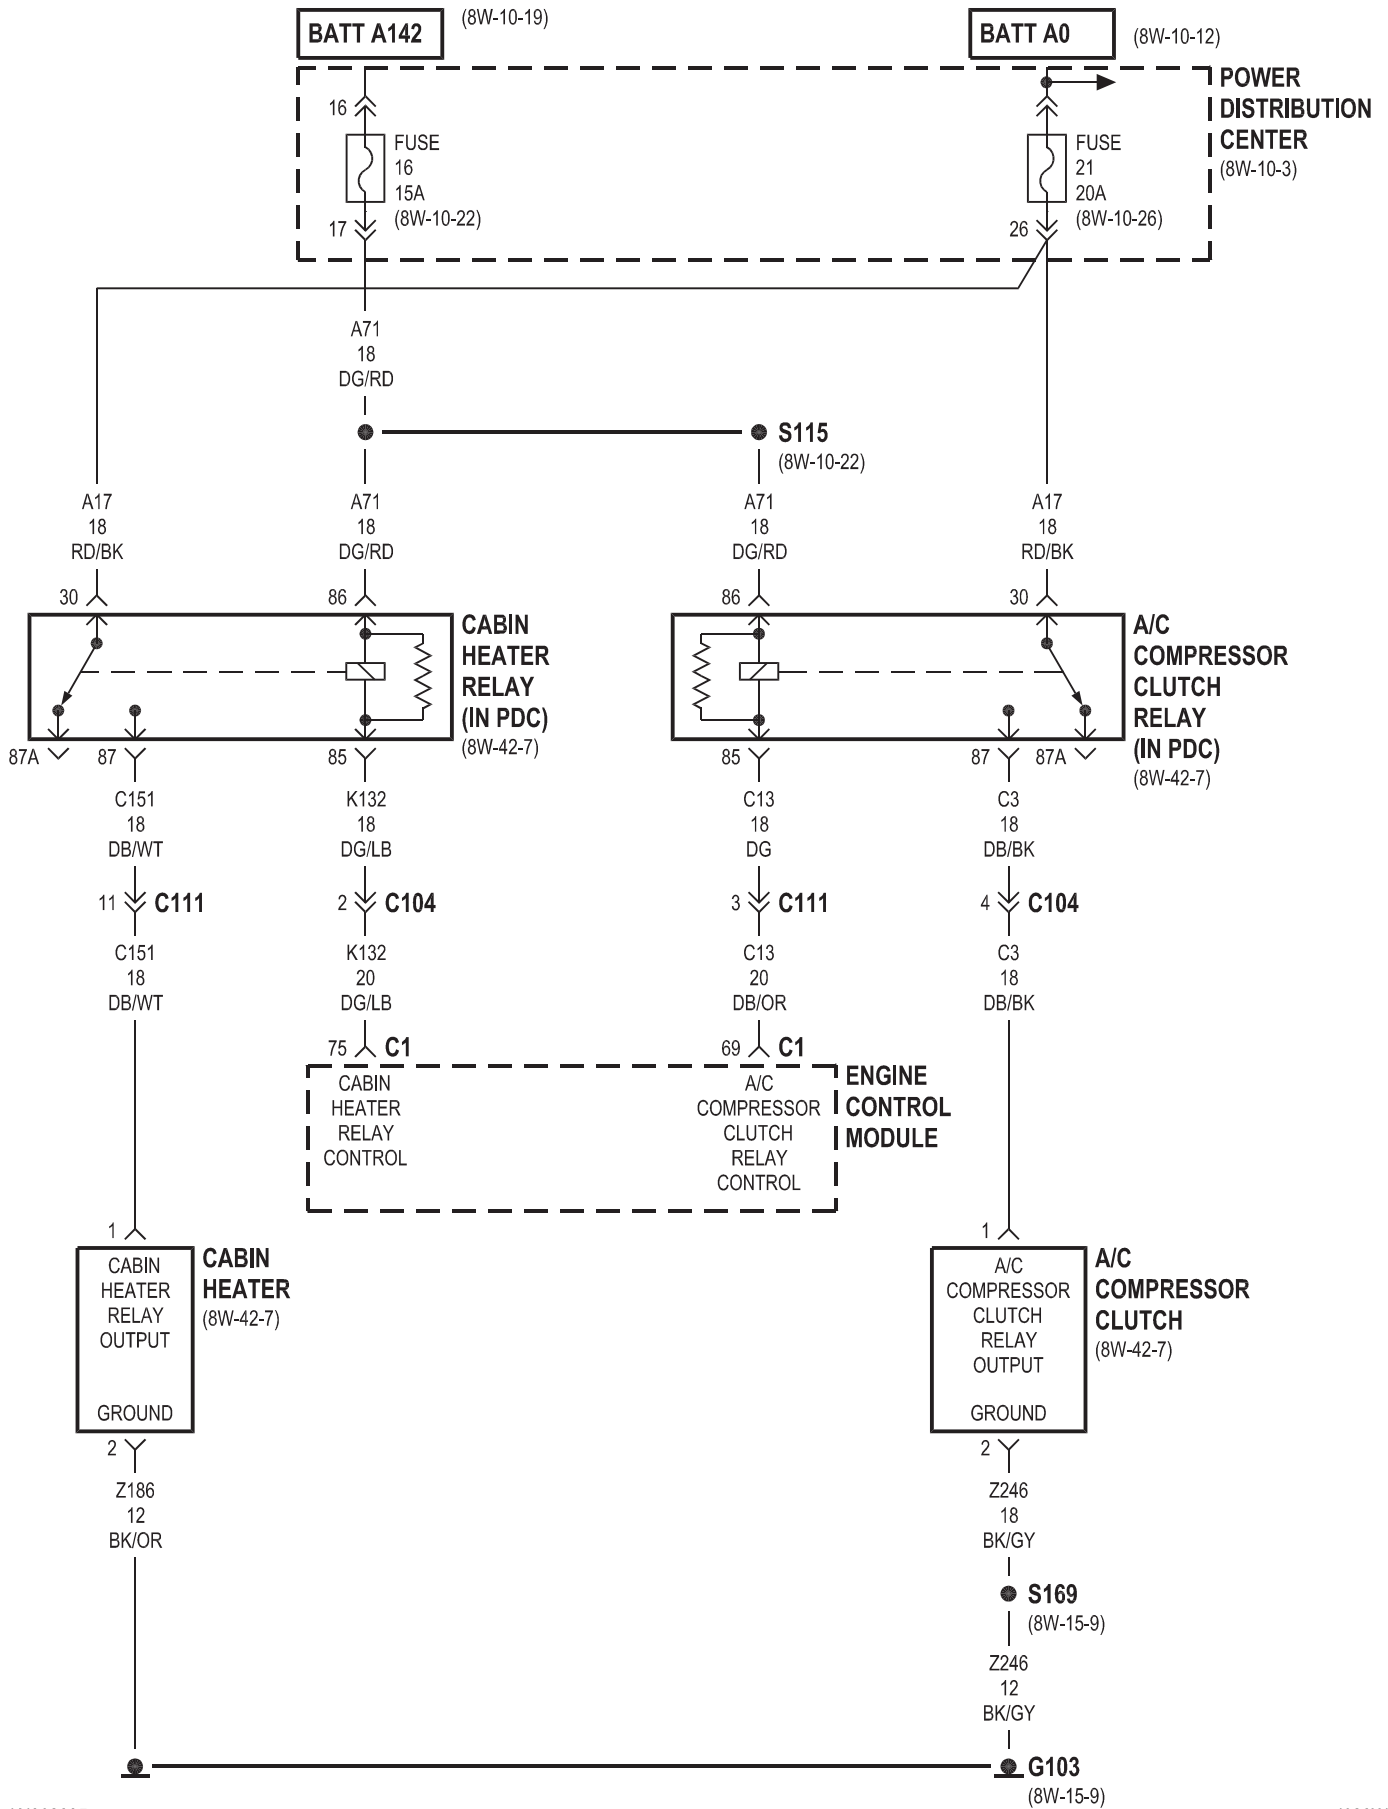 BATT A142
(8W-10-19)
BATT A0
(8W-10-12)
POWER
DISTRIBUTION
CENTER
(8W-10-3)
16
FUSE
16
15A
(8W-10-22)
17
FUSE
21
20A
(8W-10-26)
26
A71
18
DG/RD
S115
(8W-10-22)
A17
18
RD/BK
A71
18
DG/RD
A71
18
DG/RD
A17
18
RD/BK
30
86
86
30
CABIN
HEATER
RELAY
(IN PDC)
(8W-42-7)
A/C
COMPRESSOR
CLUTCH
RELAY
(IN PDC)
(8W-42-7)
87A
87
85
85
87
87A
C151
18
DB/WT
K132
18
DG/LB
C13
18
DG
C3
18
DB/BK
11
C111
2
C104
3
C111
4
C104
C151
18
DB/WT
K132
20
DG/LB
C13
20
DB/OR
C3
18
DB/BK
75
C1
69
C1
CABIN
HEATER
RELAY
CONTROL
A/C
COMPRESSOR
CLUTCH
RELAY
CONTROL
ENGINE
CONTROL
MODULE
1
CABIN
HEATER
RELAY
OUTPUT
GROUND
2
CABIN
HEATER
(8W-42-7)
1
A/C
COMPRESSOR
CLUTCH
RELAY
OUTPUT
GROUND
2
A/C
COMPRESSOR
CLUTCH
(8W-42-7)
Z186
12
BK/OR
Z246
18
BK/GY
S169
(8W-15-9)
Z246
12
BK/GY
G103
(8W-15-9)